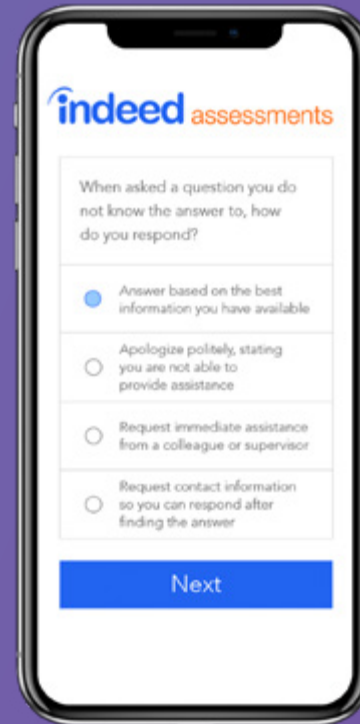 indeed assessments
When asked a question you do
not know the answer to, how
do you respond?
Answer based on the best
information you have available
Apologize politely, stating
you are not able to
provide assistance
Request immediate assistance
from a colleague or supervisor
Request contact information
so you can respond after
finding the answer
Next